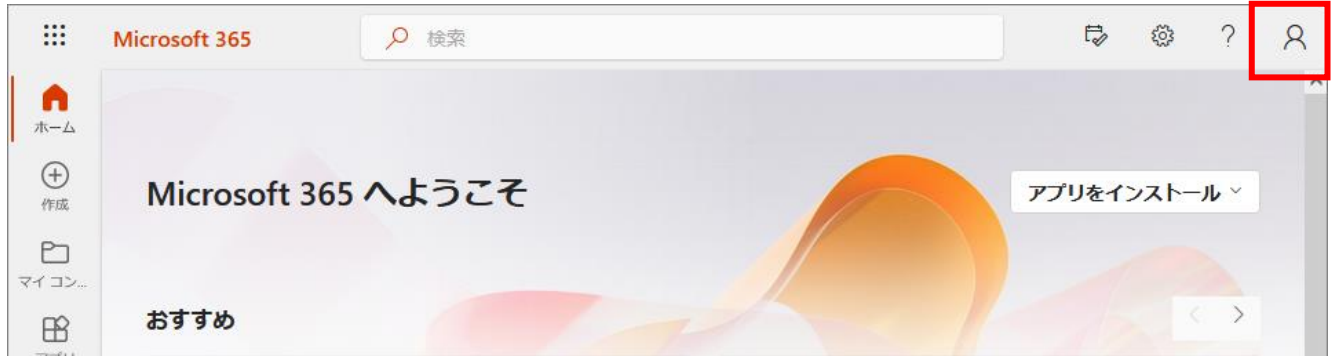 Microsoft 365
検索
?
ホーム
作成
マイ コン...
Microsoft 365 へようこそ
アプリをインストール
おすすめ